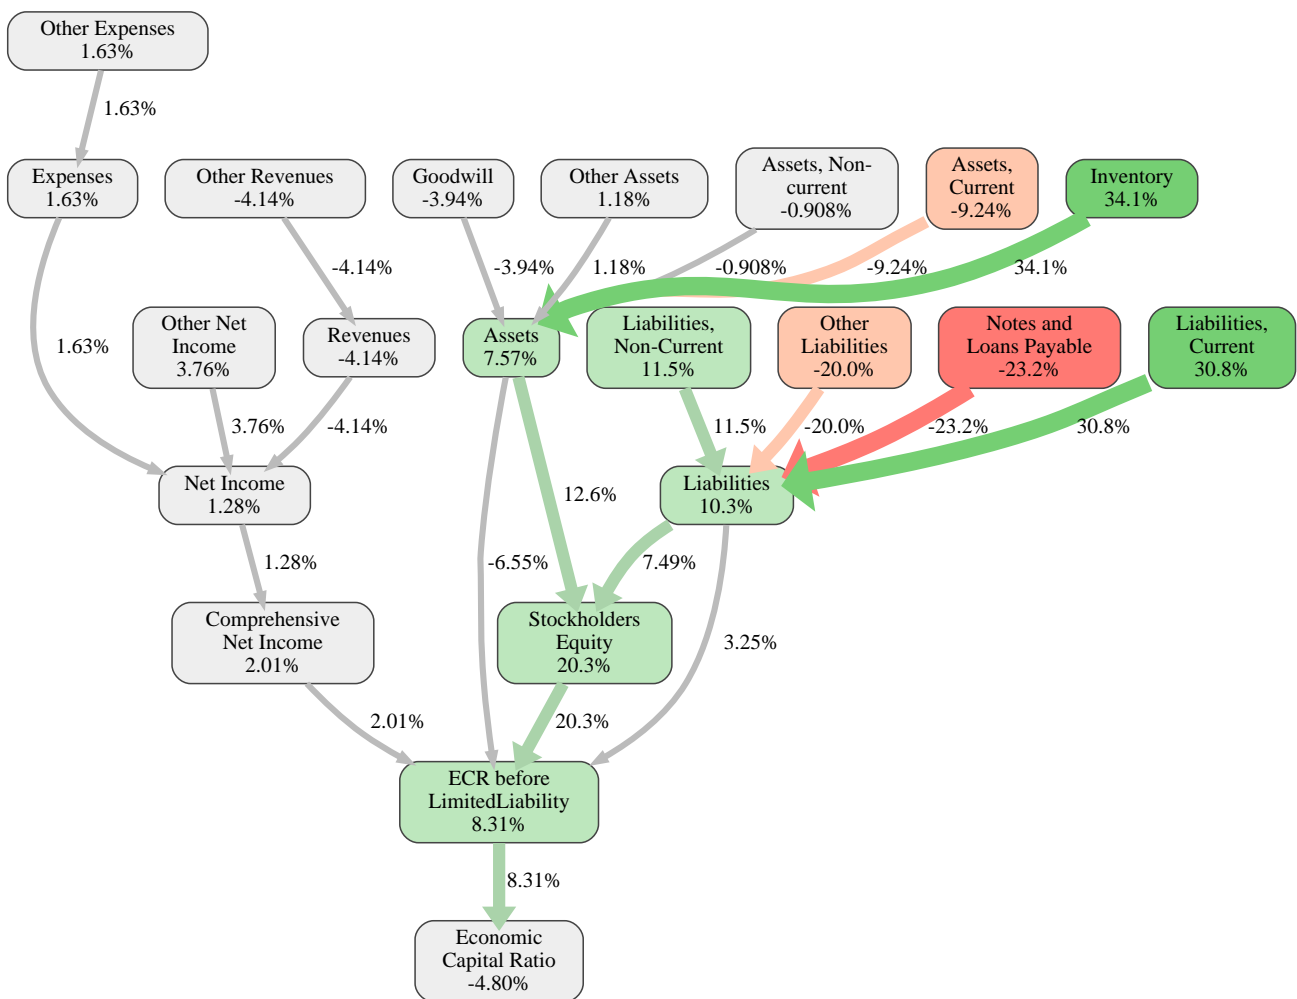 Other Expenses
1.63%
1.63%
Expenses
1.63%
Other Revenues
-4.14%
Goodwill
-3.94%
Other Assets
1.18%
Assets, Non-
current
-0.908%
Assets,
Current
-9.24%
Inventory
34.1%
-4.14%
-3.94%
1.18%
-0.908%
-9.24%
34.1%
1.63%
Other Net
Income
3.76%
Revenues
-4.14%
Assets
7.57%
Liabilities,
Non-Current
11.5%
Other
Liabilities
-20.0%
Notes and
Loans Payable
-23.2%
Liabilities,
Current
30.8%
3.76%
-4.14%
11.5%
-20.0%
-23.2%
30.8%
Net Income
1.28%
12.6%
Liabilities
10.3%
1.28%
-6.55%
7.49%
Comprehensive
Net Income
2.01%
Stockholders
Equity
20.3%
3.25%
2.01%
20.3%
ECR before
LimitedLiability
8.31%
8.31%
Economic
Capital Ratio
-4.80%